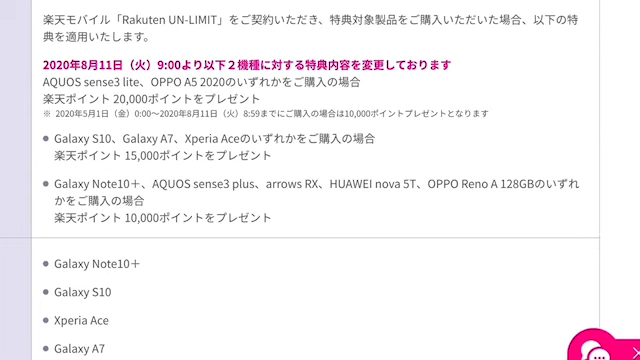 楽天モバイル「Rakuten UN-LIMIT」をご契約いただき、特典対象製品をご購入いただいた場合、以下の特
典を適用いたします。
2020年8月11日（火）9:00より以下２機種に対する特典内容を変更しております
AQUOS sense3 lite、OPPO A5 2020のいずれかをご購入の場合
楽天ポイント 20,000ポイントをプレゼント
※ 2020年5月1日（金）0:00～2020年8月11日（火）8:59までにご購入の場合は10,000ポイントプレゼントとなります
● Galaxy S10、Galaxy A7、Xperia Aceのいずれかをご購入の場合
楽天ポイント 15,000ポイントをプレゼント
● Galaxy Note10＋、AQUOS sense3 plus、arrows RX、HUAWEI nova 5T、OPPO Reno A 128GBのいずれ
かをご購入の場合
楽天ポイント 10,000ポイントをプレゼント
● Galaxy Note10＋
● Galaxy S10
● Xperia Ace
● Galaxy A7